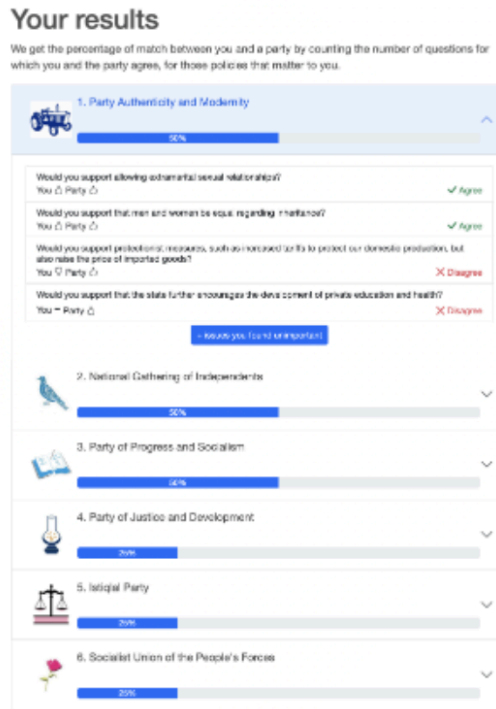 Your results
We get the percentage of match between you and a party by counting the number of questions for
which you and the party agree, for those policies that matter to you.
1. Party Authenticity and Modernity
50%
Would you support allowing extramarital sexual relationships?
You Party
Agree
Would you support that men and women be equal regarding inheritance?
You Party
Agree
Would you support protectionist measures, such as increased tariffs to protect our domestic production, but
also raise the price of imported goods?
You Party
Disagree
Would you support that the state further encourages the development of private education and health?
You Party
Disagree
- issues you found unimportant
2. National Gathering of Independents
50%
3. Party of Progress and Socialism
50%
4. Party of Justice and Development
25%
5. Istiqlal Party
25%
6. Socialist Union of the People's Forces
25%